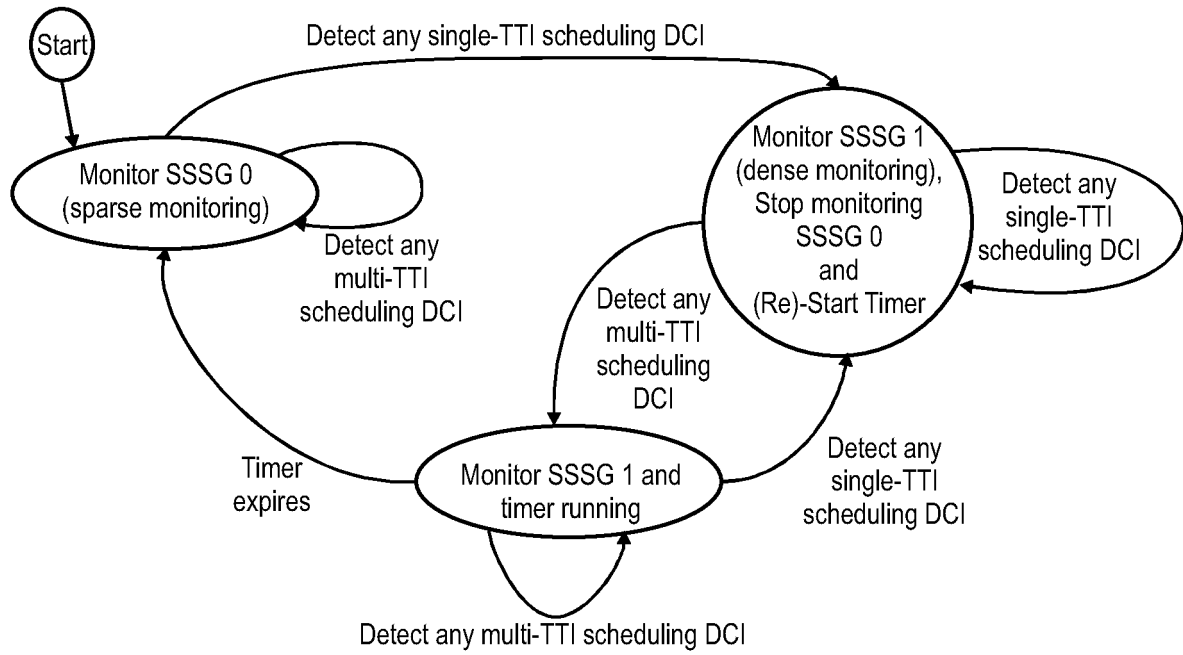 Start
Detect any single-TTI scheduling DCI
Monitor SSSG 0
(sparse monitoring)
Detect any
multi-TTI
scheduling DCI
Monitor SSSG 1
(dense monitoring),
Stop monitoring
SSSG 0
and
(Re)-Start Timer
Detect any
single-TTI
scheduling DCI
Detect any
multi-TTI
scheduling
DCI
Timer
expires
Monitor SSSG 1 and
timer running
Detect any
single-TTI
scheduling DCI
Detect any multi-TTI scheduling DCI